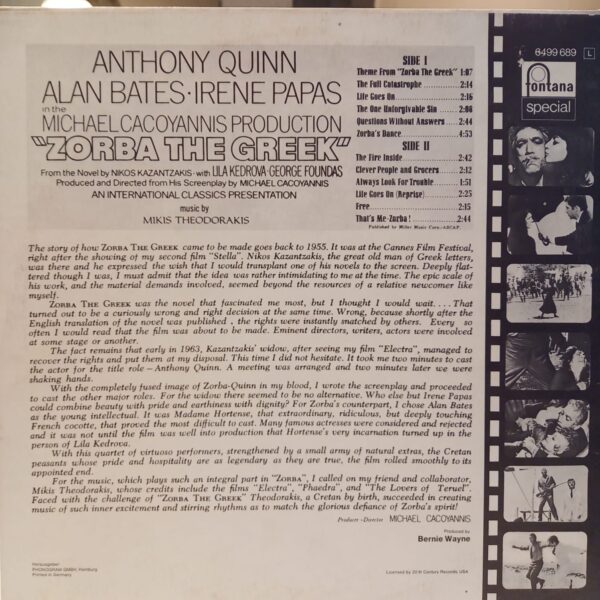 ANTHONY QUINN
ALAN BATES·IRENE PAPAS
in the
MICHAEL CACOYANNIS PRODUCTION
"ZORBA THE GREEK"
From the Novel by NIKOS KAZANTZAKIS · with LILA KEDROVA · GEORGE FOUNDAS
Produced and Directed from His Screenplay by MICHAEL CACOYANNIS
AN INTERNATIONAL CLASSICS PRESENTATION
music by
MIKIS THEODORAKIS
SIDE I
Theme From "Zorba The Greek" 1:07
The Full Catastrophe 2:14
Life Goes On 2:16
The One Unforgivable Sin 2:06
Questions Without Answers 2:44
Zorba's Dance 4:53
SIDE II
The Fire Inside 2:42
Clever People and Grocers 2:12
Always Look For Trouble 1:51
Life Goes On (Reprise) 2:23
Free 2:15
That's Me-Zorba! 2:44
Published by Miller Music Corp.-ASCAP.
6499 689 L
fontana
special
The story of how ZORBA THE GREEK came to be made goes back to 1955. It was at the Cannes Film Festival,
right after the showing of my second film "Stella". Nikos Kazantzakis, the great old man of Greek letters,
was there and he expressed the wish that I would transplant one of his novels to the screen. Deeply flat-
tered though I was, I must admit that the idea was rather intimidating to me at the time. The epic scale of
his work, and the material demands involved, seemed beyond the resources of a relative newcomer like
myself.
ZORBA THE GREEK was the novel that fascinated me most, but I thought I would wait. . . . That
turned out to be a curiously wrong and right decision at the same time. Wrong, because shortly after the
English translation of the novel was published , the rights were instantly matched by others. Every so
often I would read that the film was about to be made. Eminent directors, writers, actors were involved
at some stage or another.
The fact remains that early in 1963, Kazantzakis' widow, after seeing my film "Electra", managed to
recover the rights and put them at my disposal. This time I did not hesitate. It took me two minutes to cast
the actor for the title role – Anthony Quinn. A meeting was arranged and two minutes later we were
shaking hands.
With the completely fused image of Zorba-Quinn in my blood, I wrote the screenplay and proceeded
to cast the other major roles. For the widow there seemed to be no alternative. Who else but Irene Papas
could combine beauty with pride and earthiness with dignity? For Zorba's counterpart, I chose Alan Bates
as the young intellectual. It was Madame Hortense, that extraordinary, ridiculous, but deeply touching
French cocotte, that proved the most difficult to cast. Many famous actresses were considered and rejected
and it was not until the film was well into production that Hortense's very incarnation turned up in the
person of Lila Kedrova.
With this quartet of virtuoso performers, strengthened by a small army of natural extras, the Cretan
peasants whose pride and hospitality are as legendary as they are true, the film rolled smoothly to its
appointed end.
For the music, which plays such an integral part in "ZORBA", I called on my friend and collaborator,
Mikis Theodorakis, whose credits include the films "Electra", "Phaedra", and "The Lovers of Teruel".
Faced with the challenge of "ZORBA THE GREEK" Theodorakis, a Cretan by birth, succeeded in creating
music of such inner excitement and stirring rhythms as to match the glorious defiance of Zorba's spirit!
Producer – Director MICHAEL CACOYANNIS
Produced by
Bernie Wayne
Herausgeber:
PHONOGRAM GMBH, Hamburg
Printed in Germany
Licensed by 20th Century Records, USA